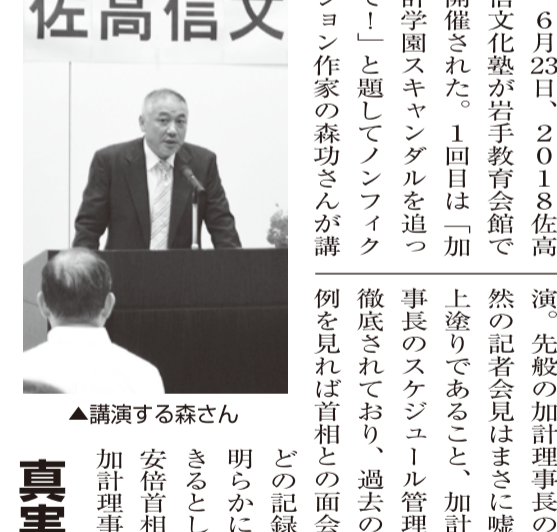 佐高信文
6月23日、2018佐高
信文化塾が岩手教育会館で
開催された。1回目は「加
計学園スキャンダルを追っ
て！」と題してノンフィク
ション作家の森功さんが講
演。先般の加計理事長の
然の記者会見はまさに嘘
上塗りであること、加計
事長のスケジュール管理
徹底されており、過去の
例を見れば首相との面会
どの記録
明らかに
きるとし
安倍首相
加計理事
▲講演する森さん
真実